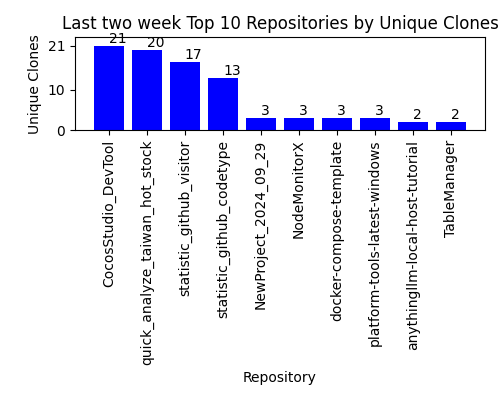 Last two week Top 10 Repositories by Unique Clones
Unique Clones
21
10
0
21
20
17
13
3
3
3
3
2
2
CocosStudio_DevTool
quick_analyze_taiwan_hot_stock
statistic_github_visitor
statistic_github_codetype
NewProject_2024_09_29
NodeMonitorX
docker-compose-template
platform-tools-latest-windows
anythingllm-local-host-tutorial
TableManager
Repository